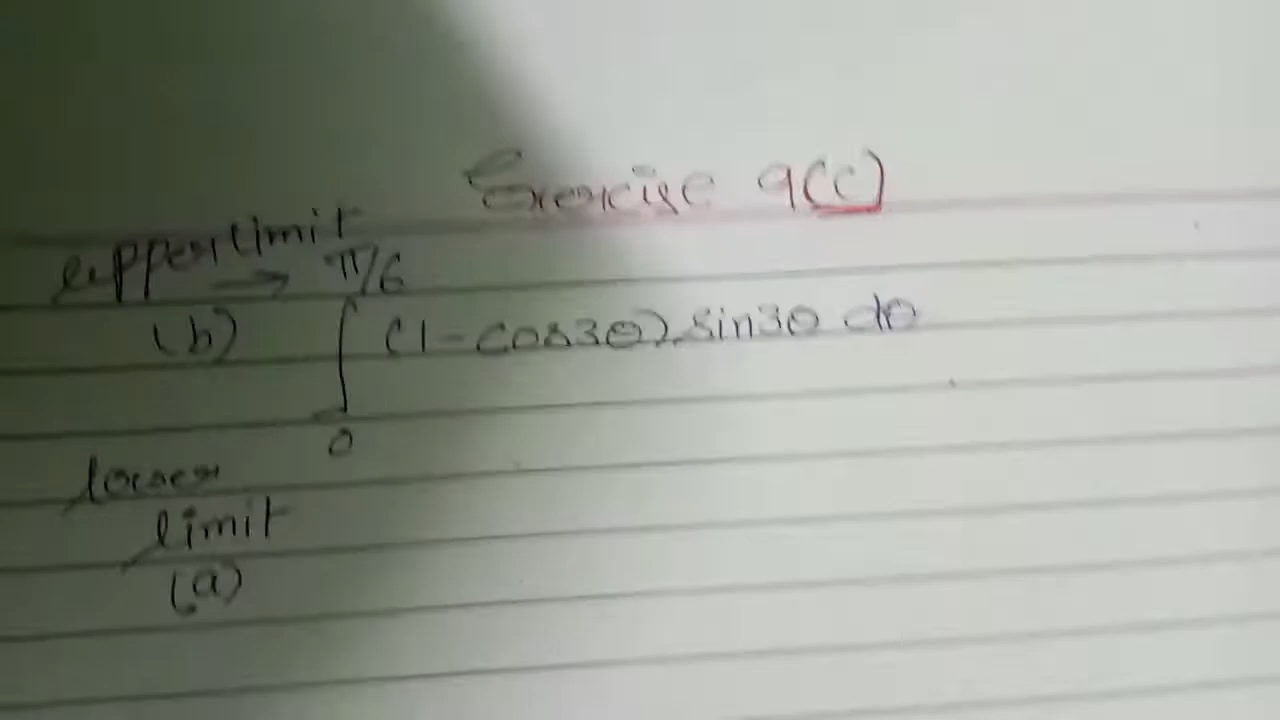 Exercise 9(c)
upper limit
→ π/6
(b) ∫ (1-cos3θ).sin3θ dθ
0
lower
limit
(a)